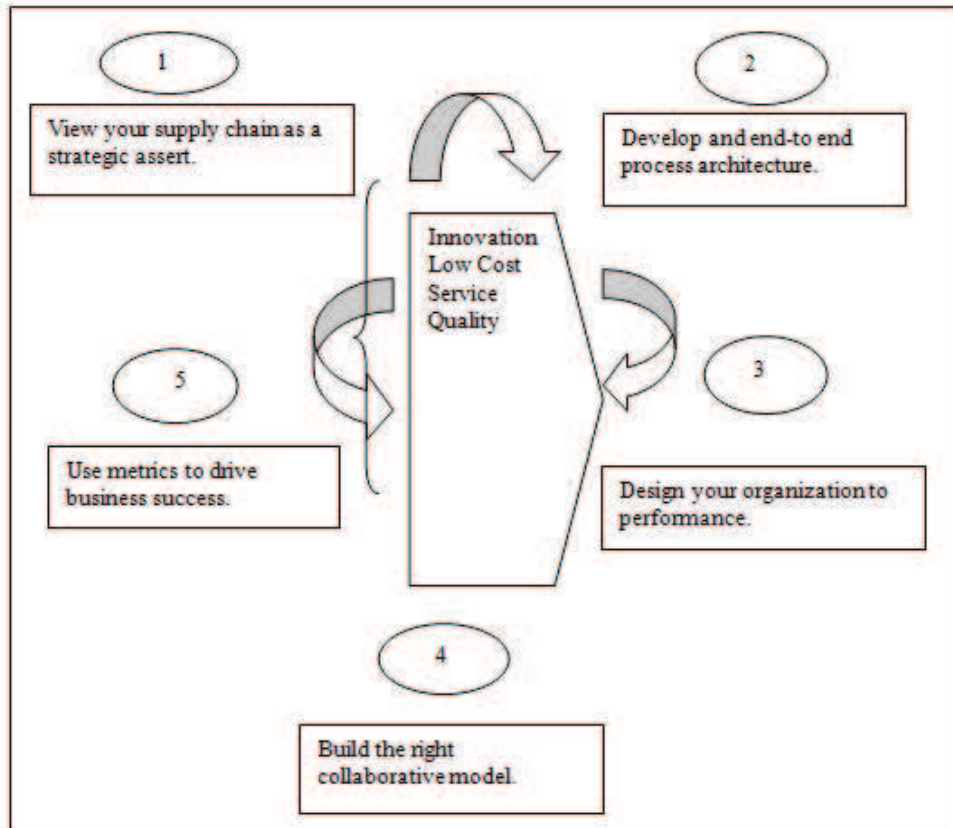 1
View your supply chain as a
strategic assert.
2
Develop and end-to end
process architecture.
Innovation
Low Cost
Service
Quality
3
Design your organization to
performance.
4
Build the right
collaborative model.
5
Use metrics to drive
business success.